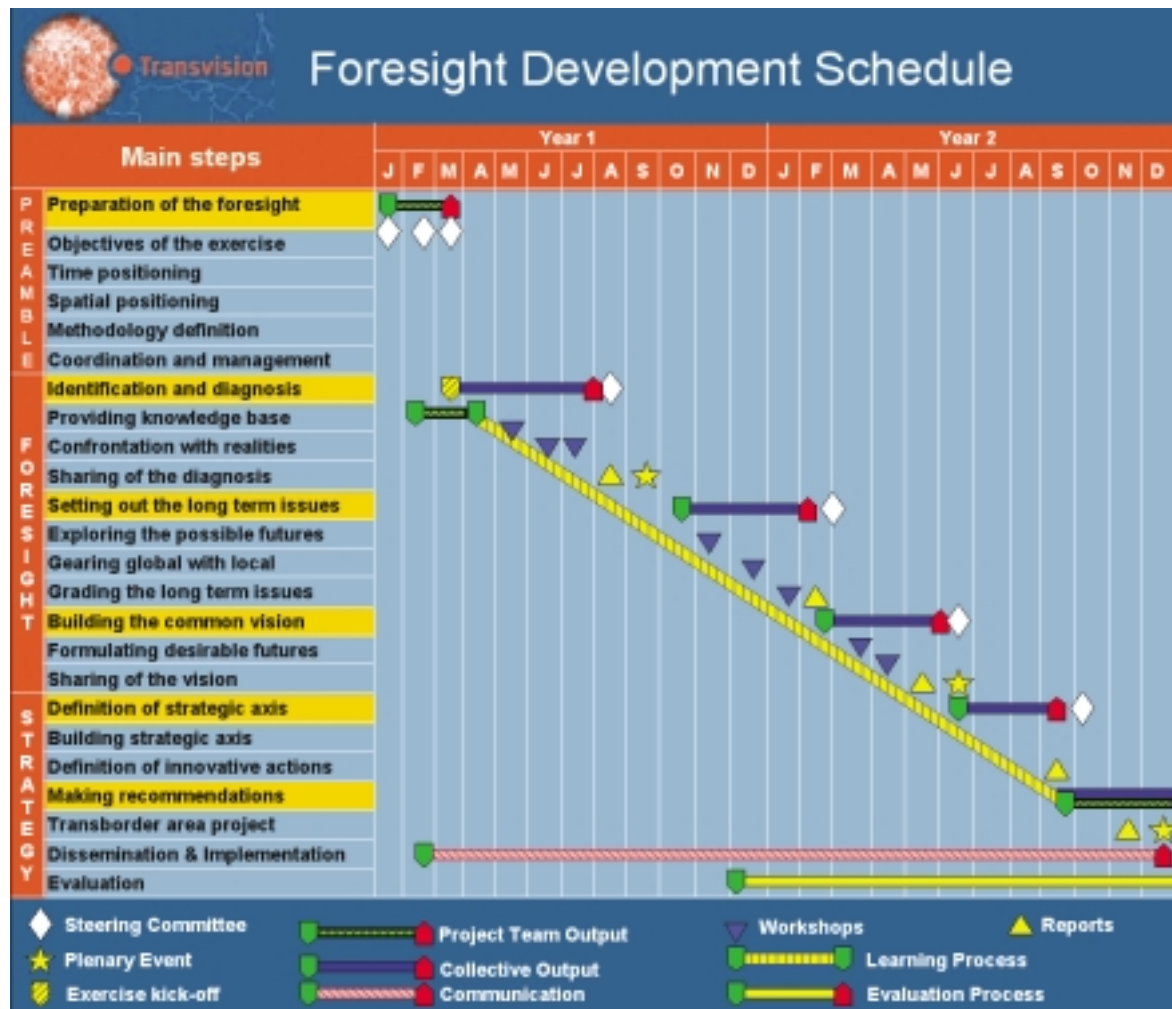 Transvision
Foresight Development Schedule
Main steps
Year 1
Year 2
J F M A M J J A S O N D J F M A M J J A S O N D
PREAMBLE
Preparation of the foresight
Objectives of the exercise
Time positioning
Spatial positioning
Methodology definition
Coordination and management
FORESIGHT
Identification and diagnosis
Providing knowledge base
Confrontation with realities
Sharing of the diagnosis
Setting out the long term issues
Exploring the possible futures
Gearing global with local
Grading the long term issues
Building the common vision
Formulating desirable futures
Sharing of the vision
STRATEGY
Definition of strategic axis
Building strategic axis
Definition of innovative actions
Making recommendations
Transborder area project
Dissemination & Implementation
Evaluation
Steering Committee
Plenary Event
Exercise kick-off
Project Team Output
Collective Output
Communication
Workshops
Reports
Learning Process
Evaluation Process